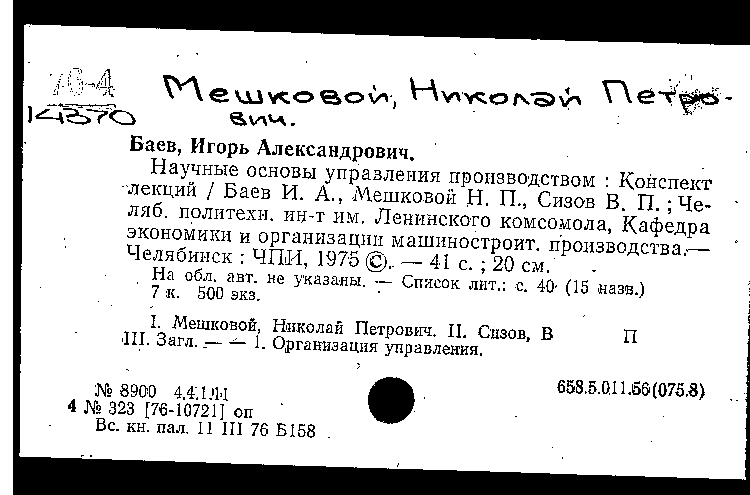 76-4
14370
Мешковой, Николай Петро-
вич.
Баев, Игорь Александрович.
Научные основы управления производством : Конспект
лекций / Баев И. А., Мешковой Н. П., Сизов В. П. ; Че-
ляб. политехн. ин-т им. Ленинского комсомола, Кафедра
экономики и организации машиностроит. производства.—
Челябинск : ЧПИ, 1975 ©. — 41 с. ; 20 см.
На обл. авт. не указаны. — Список лит.: с. 40 (15 назв.)
7 к. 500 экз.
I. Мешковой, Николай Петрович. II. Сизов, В П
III. Загл. — — 1. Организация управления.
658.5.011.56(075.8)
№ 8900
4 № 323 [76-10721] оп
Вс. кн. пал. 11 III 76 Б158